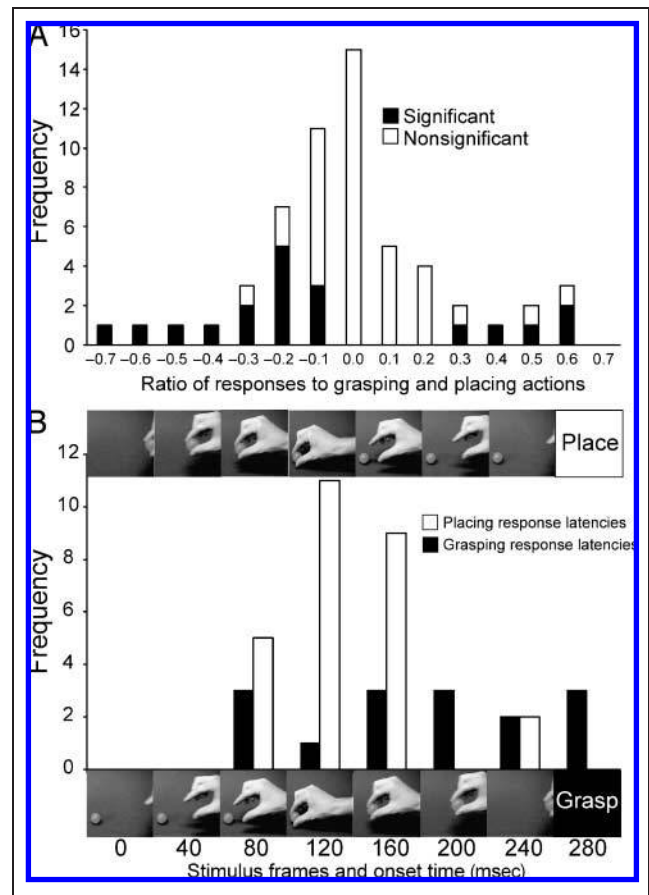 A
16
14
12
10
8
6
4
2
0
Frequency
Significant
Nonsignificant
–0.7 –0.6 –0.5 –0.4 –0.3 –0.2 –0.1 0.0 0.1 0.2 0.3 0.4 0.5 0.6 0.7
Ratio of responses to grasping and placing actions
B
Place
12
10
8
6
4
2
0
Frequency
Placing response latencies
Grasping response latencies
Grasp
0 40 80 120 160 200 240 280
Stimulus frames and onset time (msec)